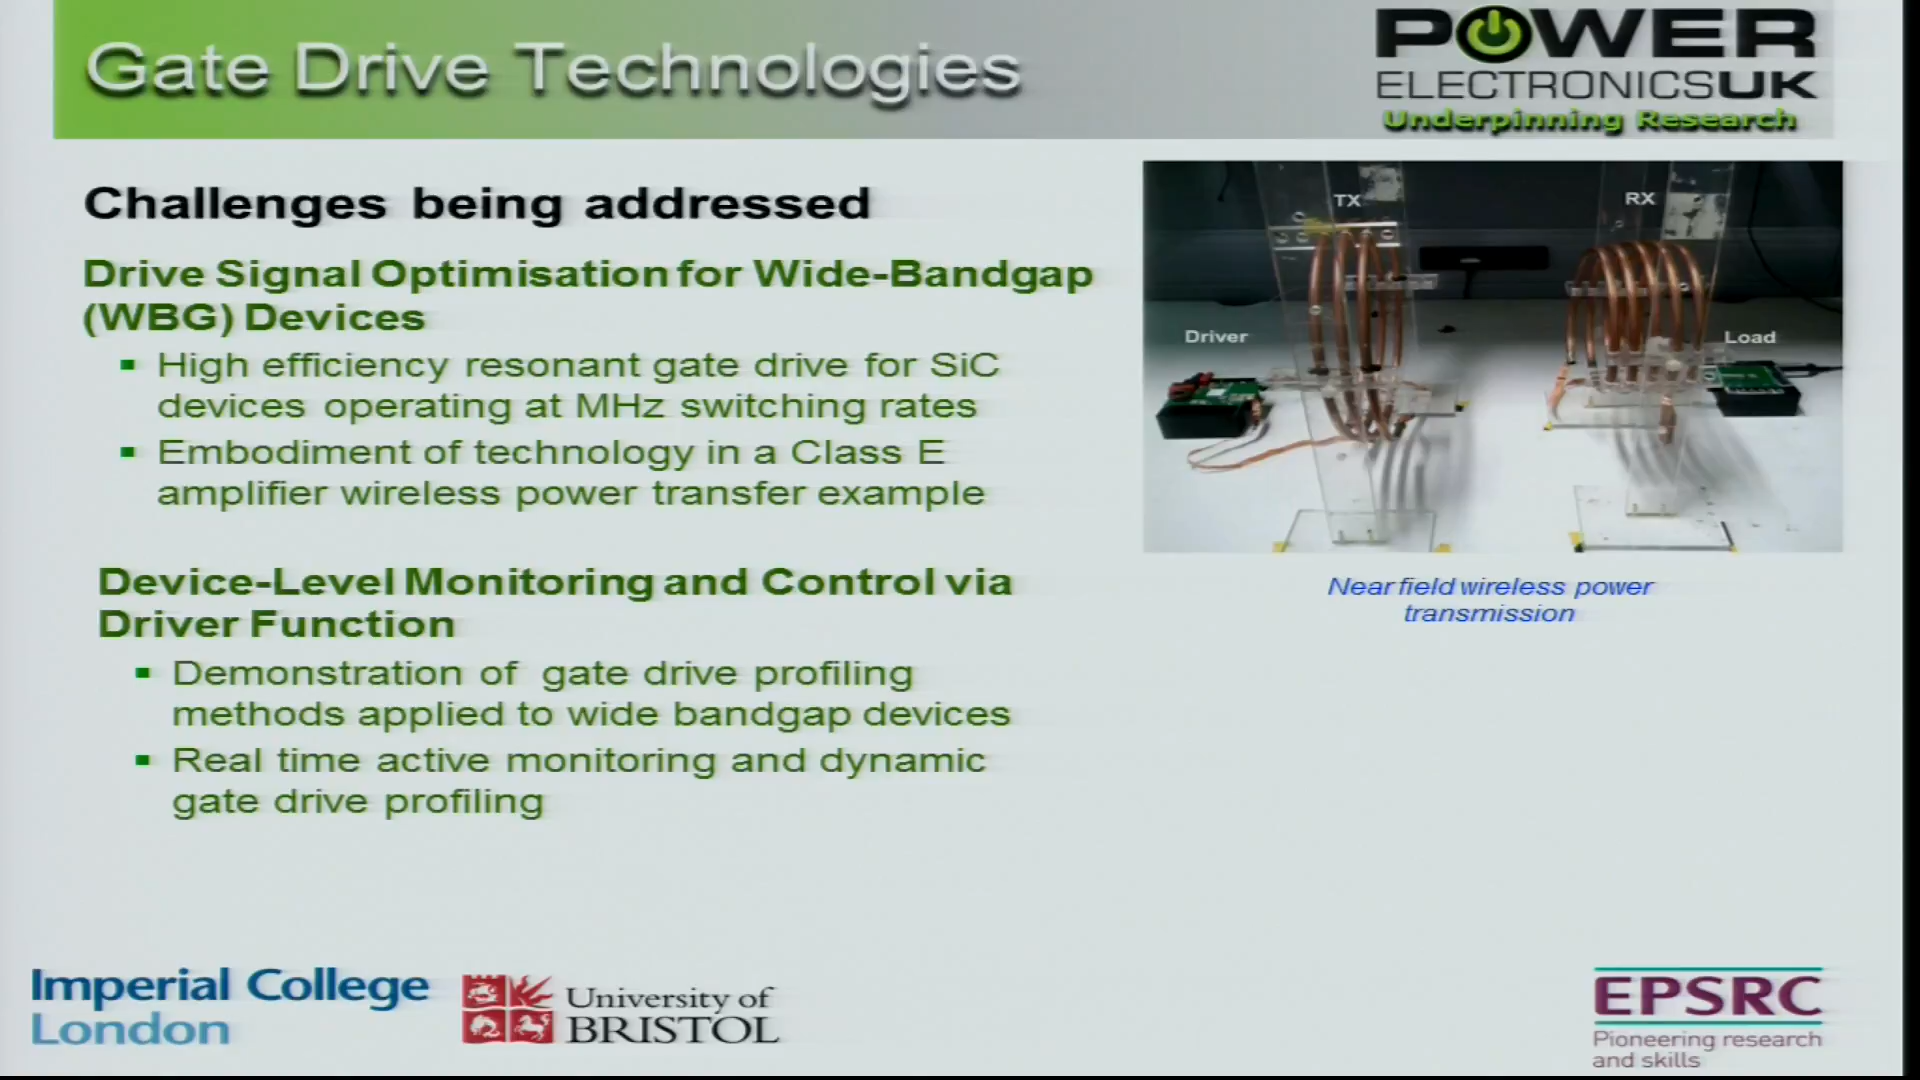 Gate Drive Technologies
POWER
ELECTRONICSUK
Underpinning Research
Challenges being addressed
Drive Signal Optimisation for Wide-Bandgap
(WBG) Devices
High efficiency resonant gate drive for SiC
devices operating at MHz switching rates
Embodiment of technology in a Class E
amplifier wireless power transfer example
Device-Level Monitoring and Control via
Driver Function
Demonstration of gate drive profiling
methods applied to wide bandgap devices
Real time active monitoring and dynamic
gate drive profiling
TX
RX
Driver
Load
Near field wireless power
transmission
Imperial College
London
University of
BRISTOL
EPSRC
Pioneering research
and skills